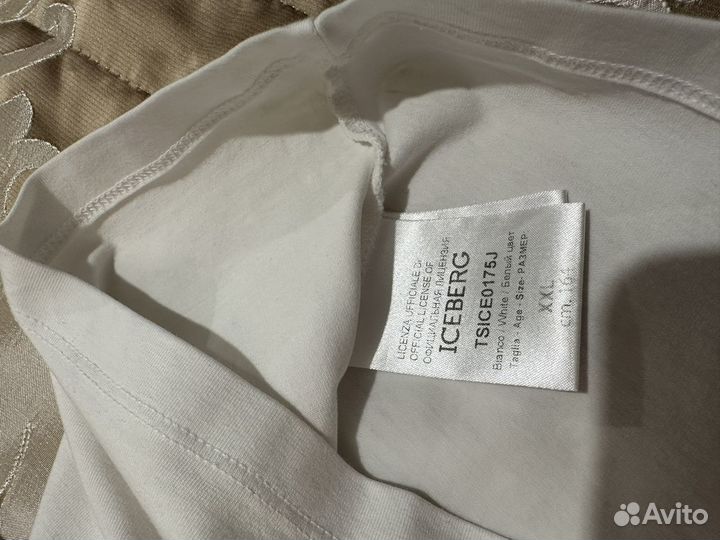 LICENZA UFFICIALE DI
OFFICIAL LICENSE OF
ОФИЦИАЛЬНАЯ ЛИЦЕНЗИЯ
ICEBERG
TSICE0175J
Bianco / White / Белый цвет
Taglia - Age - Size- РАЗМЕР
XXL
cm. 164
Avito